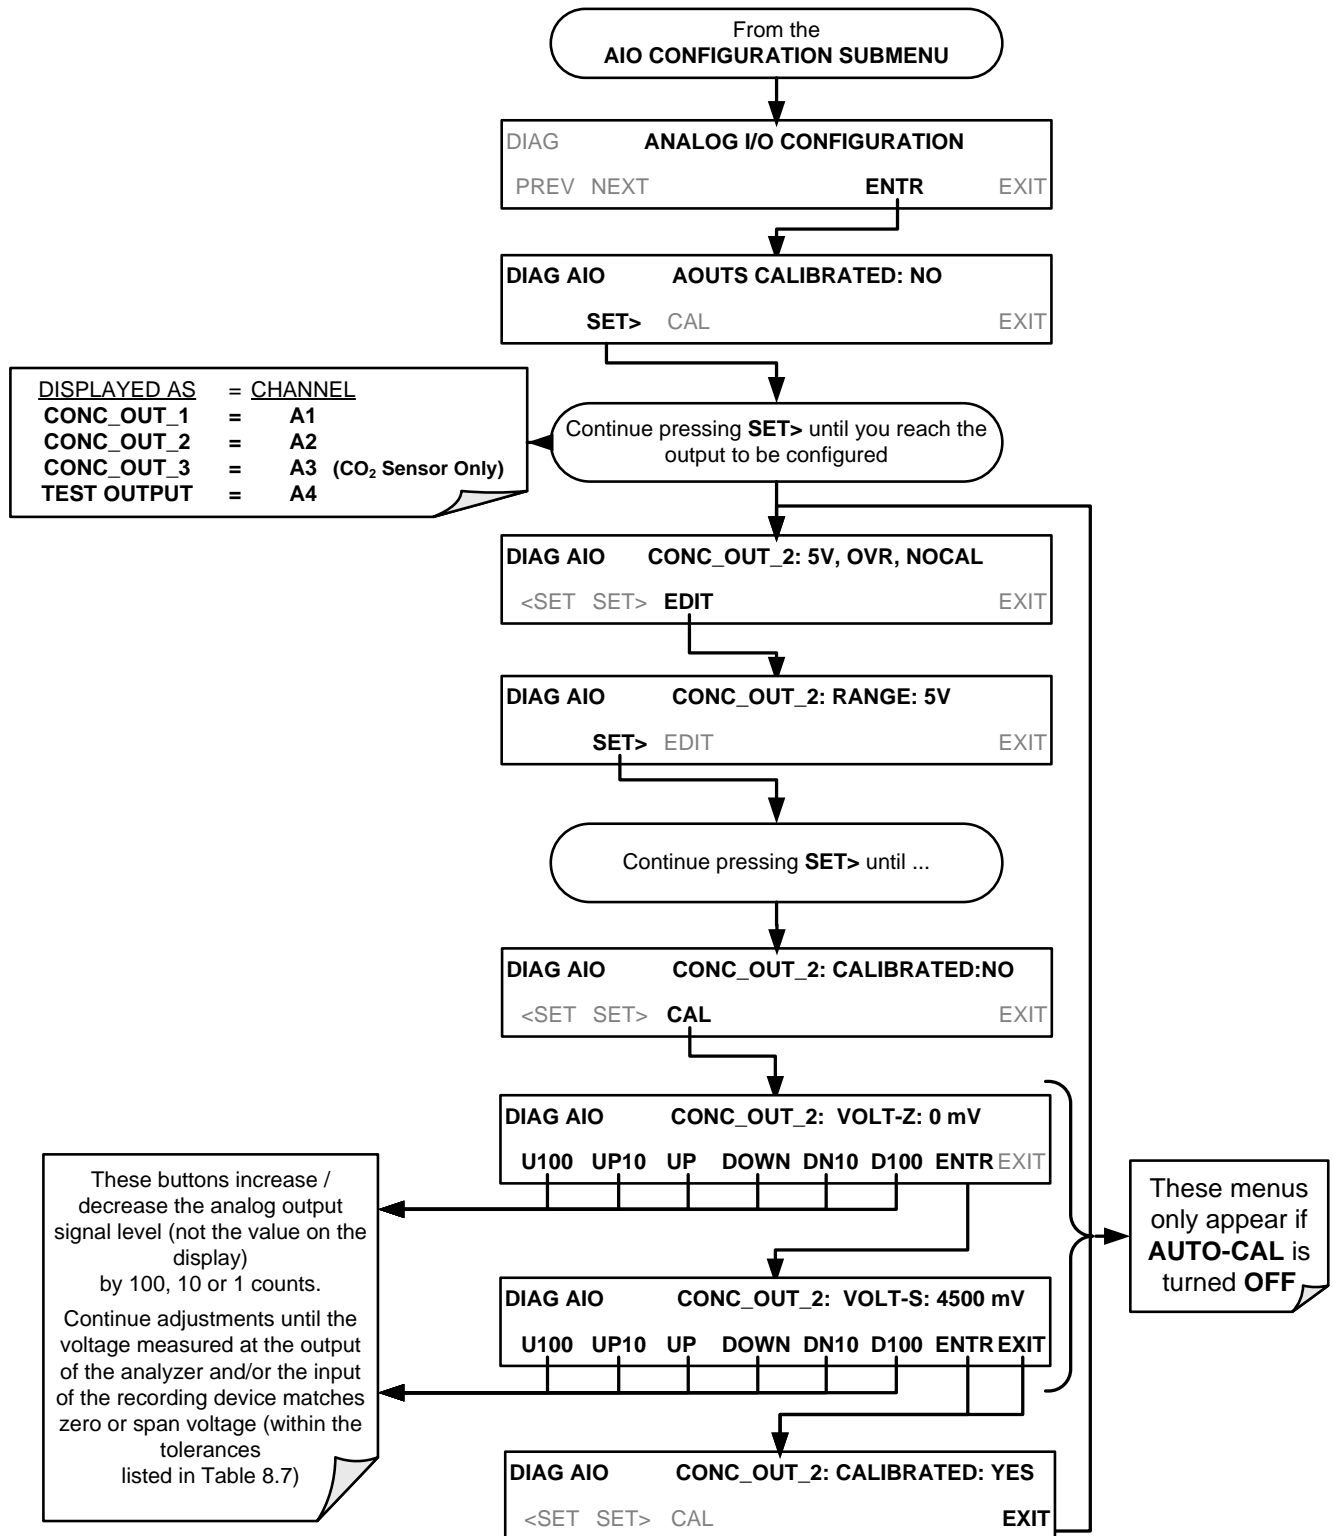 From the
AIO CONFIGURATION SUBMENU
DIAG ANALOG I/O CONFIGURATION
PREV NEXT ENTR EXIT
DIAG AIO AOUTS CALIBRATED: NO
SET> CAL EXIT
DISPLAYED AS = CHANNEL
CONC_OUT_1 = A1
CONC_OUT_2 = A2
CONC_OUT_3 = A3 (CO₂ Sensor Only)
TEST OUTPUT = A4
Continue pressing SET> until you reach the
output to be configured
DIAG AIO CONC_OUT_2: 5V, OVR, NOCAL
<SET SET> EDIT EXIT
DIAG AIO CONC_OUT_2: RANGE: 5V
SET> EDIT EXIT
Continue pressing SET> until ...
DIAG AIO CONC_OUT_2: CALIBRATED:NO
<SET SET> CAL EXIT
DIAG AIO CONC_OUT_2: VOLT-Z: 0 mV
U100 UP10 UP DOWN DN10 D100 ENTR EXIT
These buttons increase /
decrease the analog output
signal level (not the value on the
display)
by 100, 10 or 1 counts.
Continue adjustments until the
voltage measured at the output
of the analyzer and/or the input
of the recording device matches
zero or span voltage (within the
tolerances
listed in Table 8.7)
These menus
only appear if
AUTO-CAL is
turned OFF
DIAG AIO CONC_OUT_2: VOLT-S: 4500 mV
U100 UP10 UP DOWN DN10 D100 ENTR EXIT
DIAG AIO CONC_OUT_2: CALIBRATED: YES
<SET SET> CAL EXIT